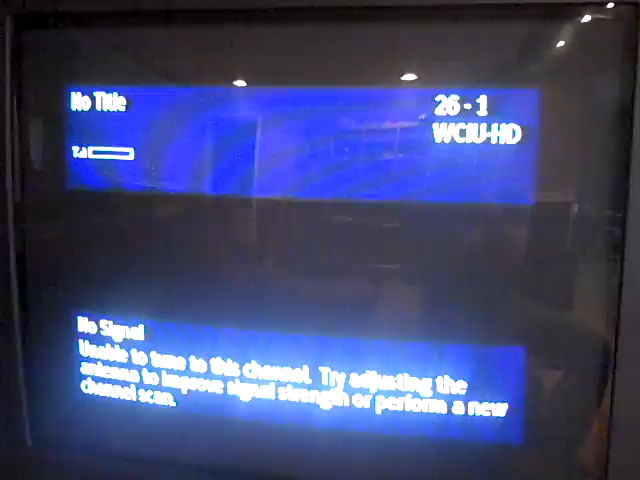 No Title
26 - 1
WCIU-HD
No Signal
Unable to tune to this channel. Try adjusting the
antenna to improve signal strength or perform a new
channel scan.